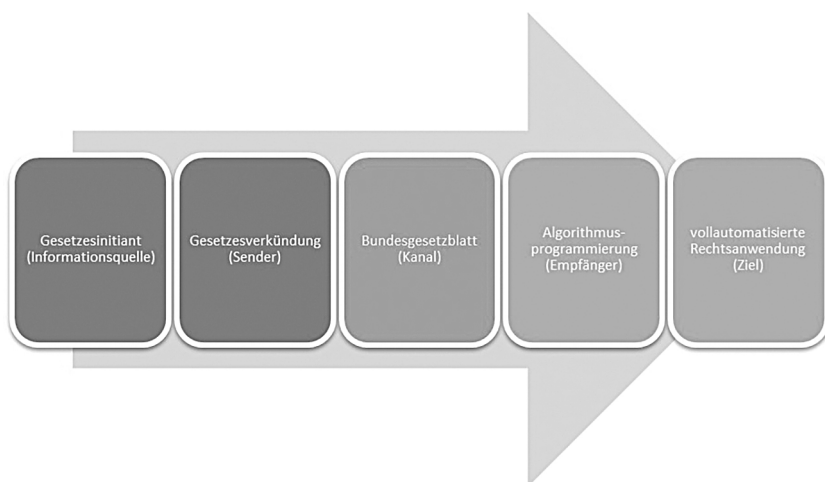 Gesetzesinitiant
(Informationsquelle)
Gesetzesverkündung
(Sender)
Bundesgesetzblatt
(Kanal)
Algorithmus-
programmierung
(Empfänger)
vollautomatisierte
Rechtsanwendung
(Ziel)